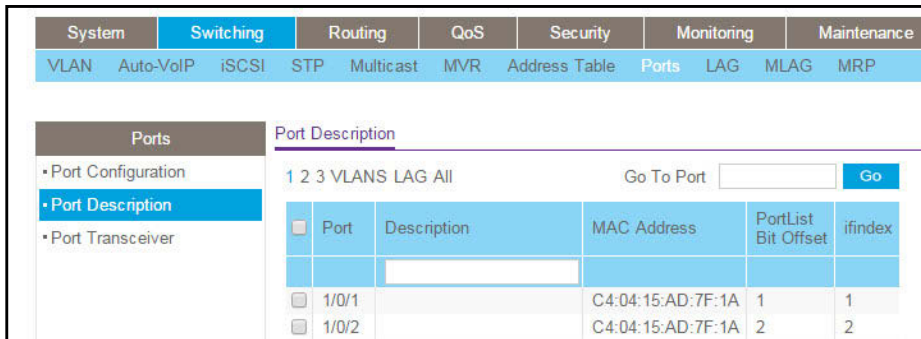 System Switching Routing QoS Security Monitoring Maintenance
VLAN Auto-VoIP iSCSI STP Multicast MVR Address Table Ports LAG MLAG MRP
Ports
Port Configuration
Port Description
Port Transceiver
Port Description
1 2 3 VLANS LAG All Go To Port Go
Port Description MAC Address PortList Bit Offset ifindex
1/0/1 C4:04:15:AD:7F:1A 1 1
1/0/2 C4:04:15:AD:7F:1A 2 2